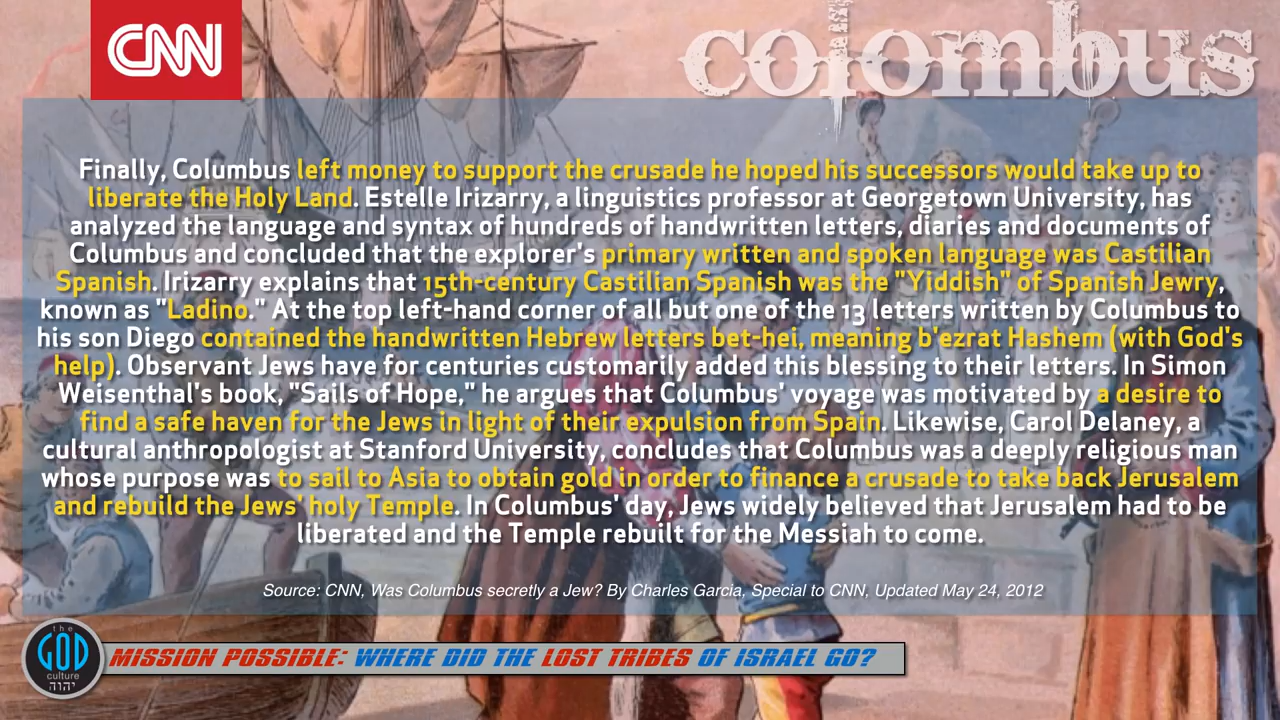 CNN
colombus
Finally, Columbus left money to support the crusade he hoped his successors would take up to
liberate the Holy Land. Estelle Irizarry, a linguistics professor at Georgetown University, has
analyzed the language and syntax of hundreds of handwritten letters, diaries and documents of
Columbus and concluded that the explorer's primary written and spoken language was Castilian
Spanish. Irizarry explains that 15th-century Castilian Spanish was the "Yiddish" of Spanish Jewry,
known as "Ladino." At the top left-hand corner of all but one of the 13 letters written by Columbus to
his son Diego contained the handwritten Hebrew letters bet-hei, meaning b'ezrat Hashem (with God's
help). Observant Jews have for centuries customarily added this blessing to their letters. In Simon
Weisenthal's book, "Sails of Hope," he argues that Columbus' voyage was motivated by a desire to
find a safe haven for the Jews in light of their expulsion from Spain. Likewise, Carol Delaney, a
cultural anthropologist at Stanford University, concludes that Columbus was a deeply religious man
whose purpose was to sail to Asia to obtain gold in order to finance a crusade to take back Jerusalem
and rebuild the Jews' holy Temple. In Columbus' day, Jews widely believed that Jerusalem had to be
liberated and the Temple rebuilt for the Messiah to come.
Source: CNN, Was Columbus secretly a Jew? By Charles Garcia, Special to CNN, Updated May 24, 2012
the
GOD
culture
יהוה
MISSION POSSIBLE: WHERE DID THE LOST TRIBES OF ISRAEL GO?